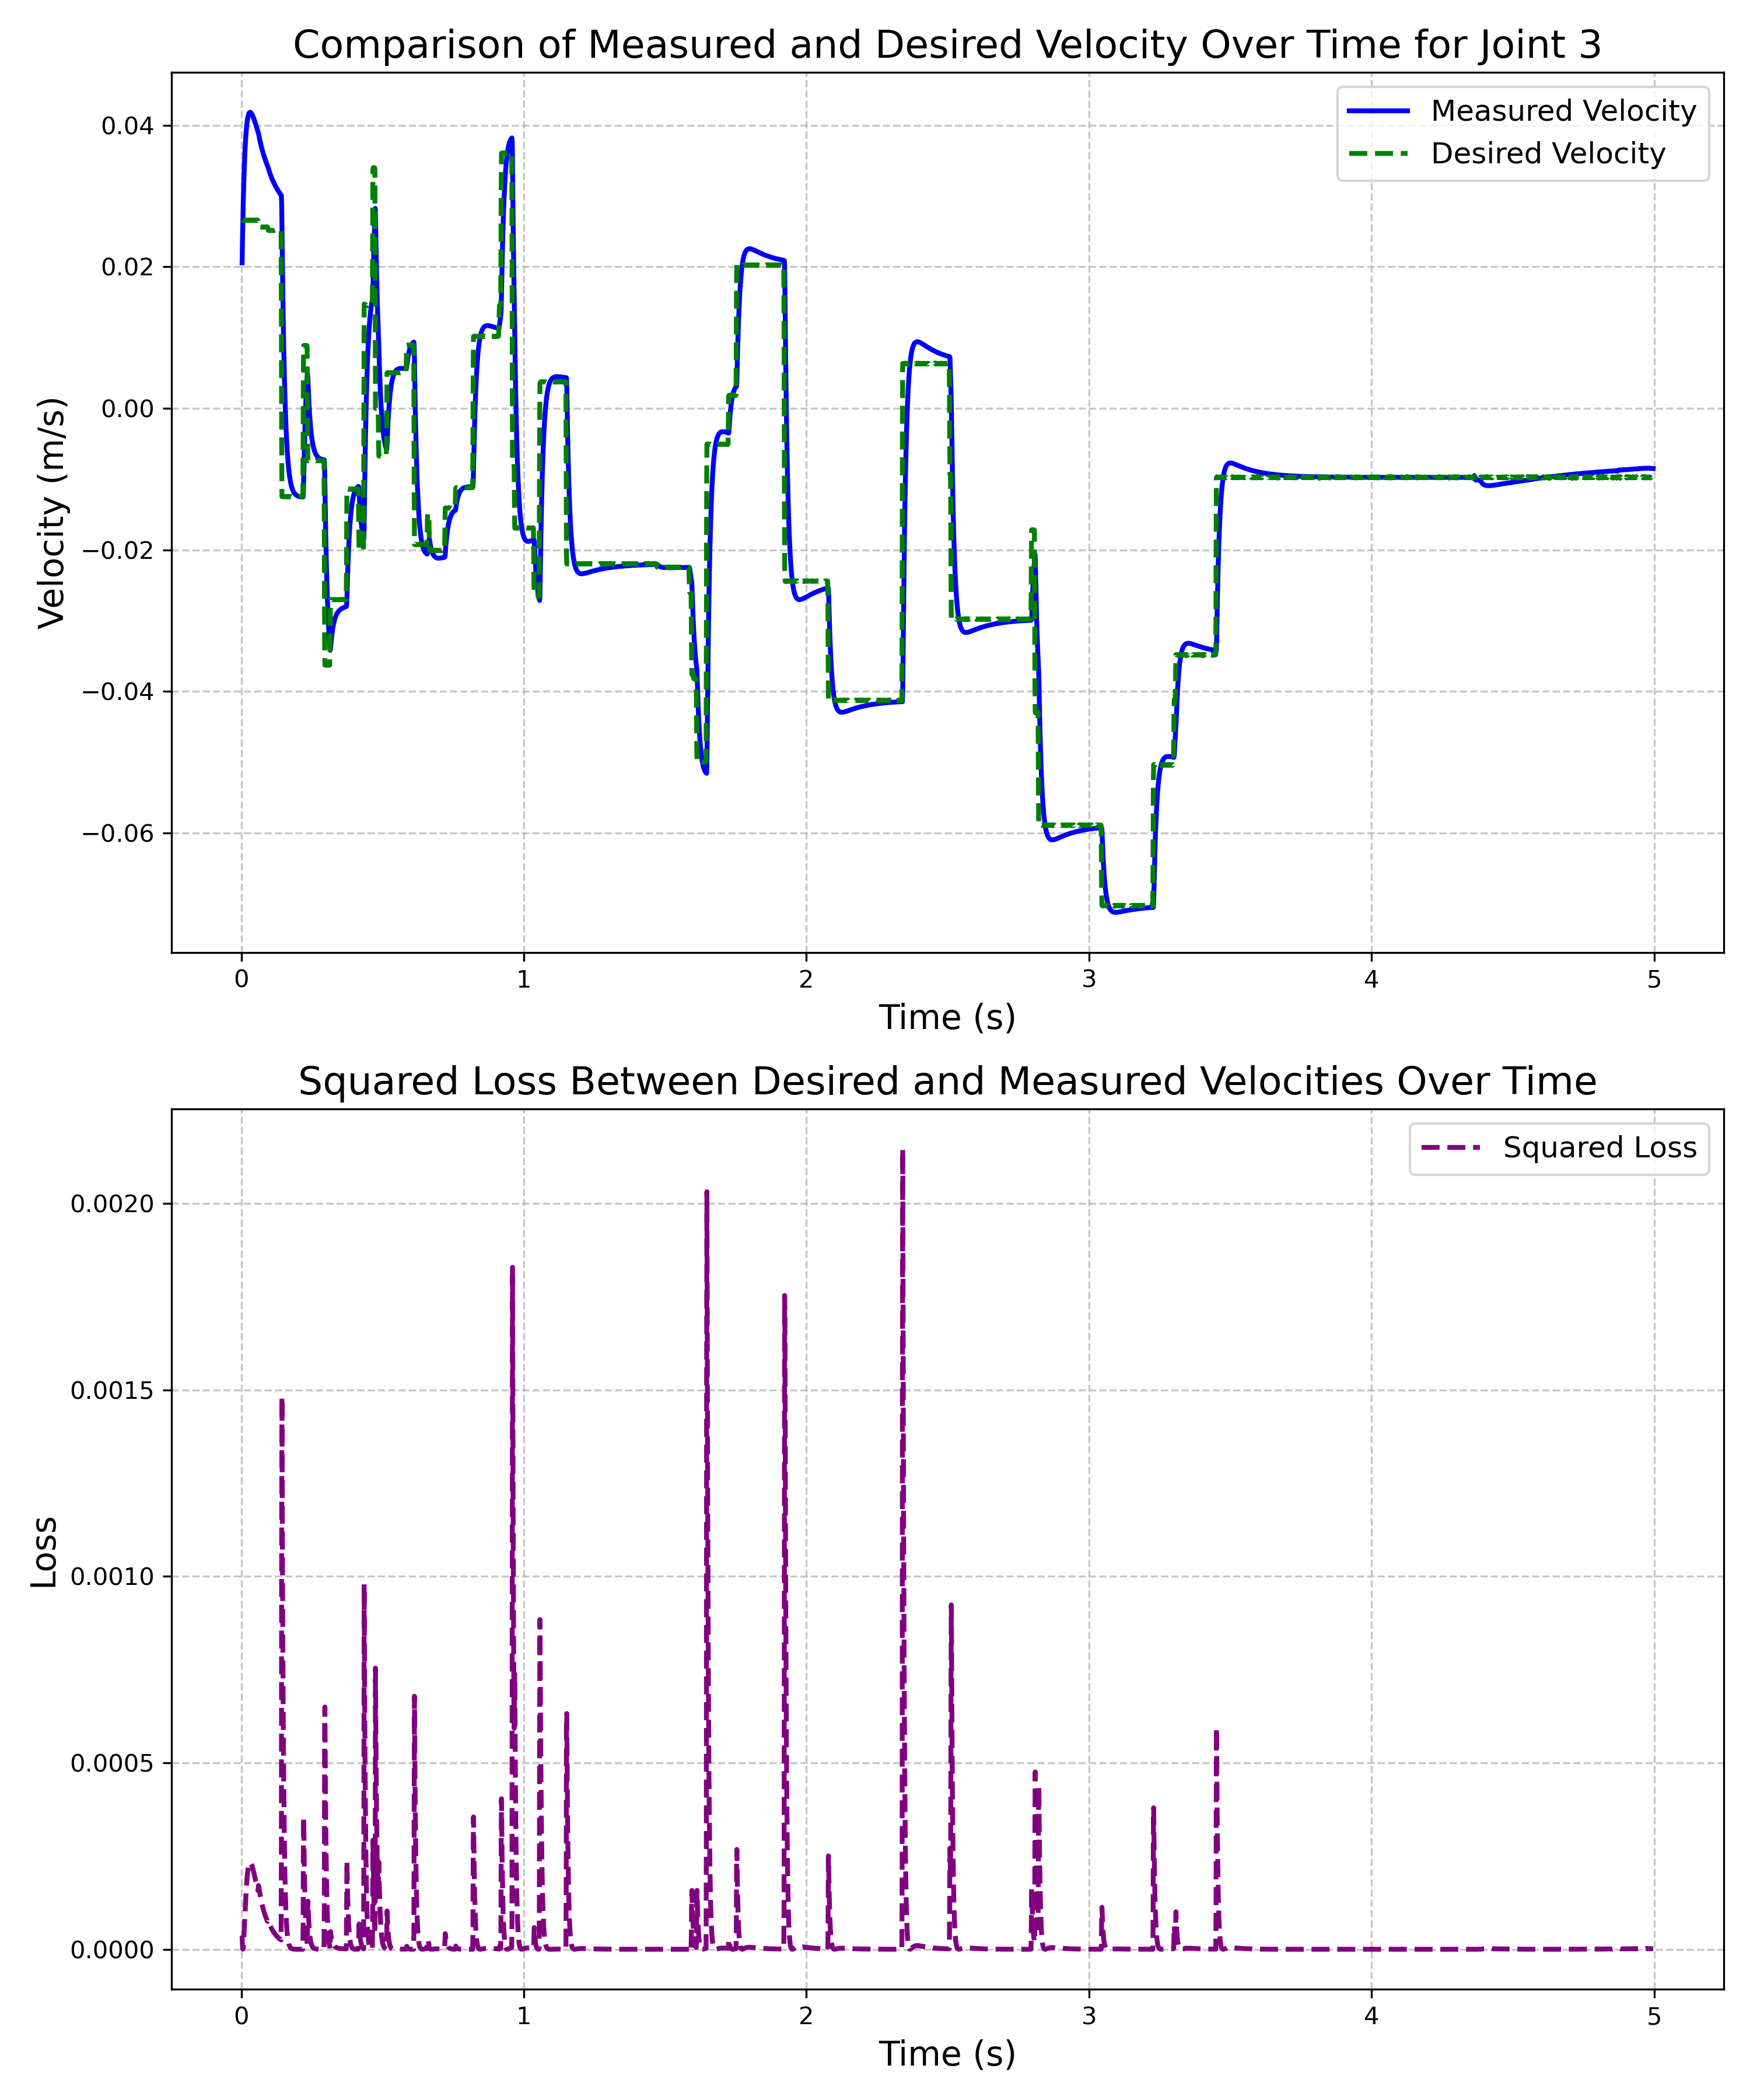 Comparison of Measured and Desired Velocity Over Time for Joint 3
Measured Velocity
Desired Velocity
Velocity (m/s)
0.04
0.02
0.00
−0.02
−0.04
−0.06
0 1 2 3 4 5
Time (s)
Squared Loss Between Desired and Measured Velocities Over Time
Squared Loss
Loss
0.0020
0.0015
0.0010
0.0005
0.0000
0 1 2 3 4 5
Time (s)